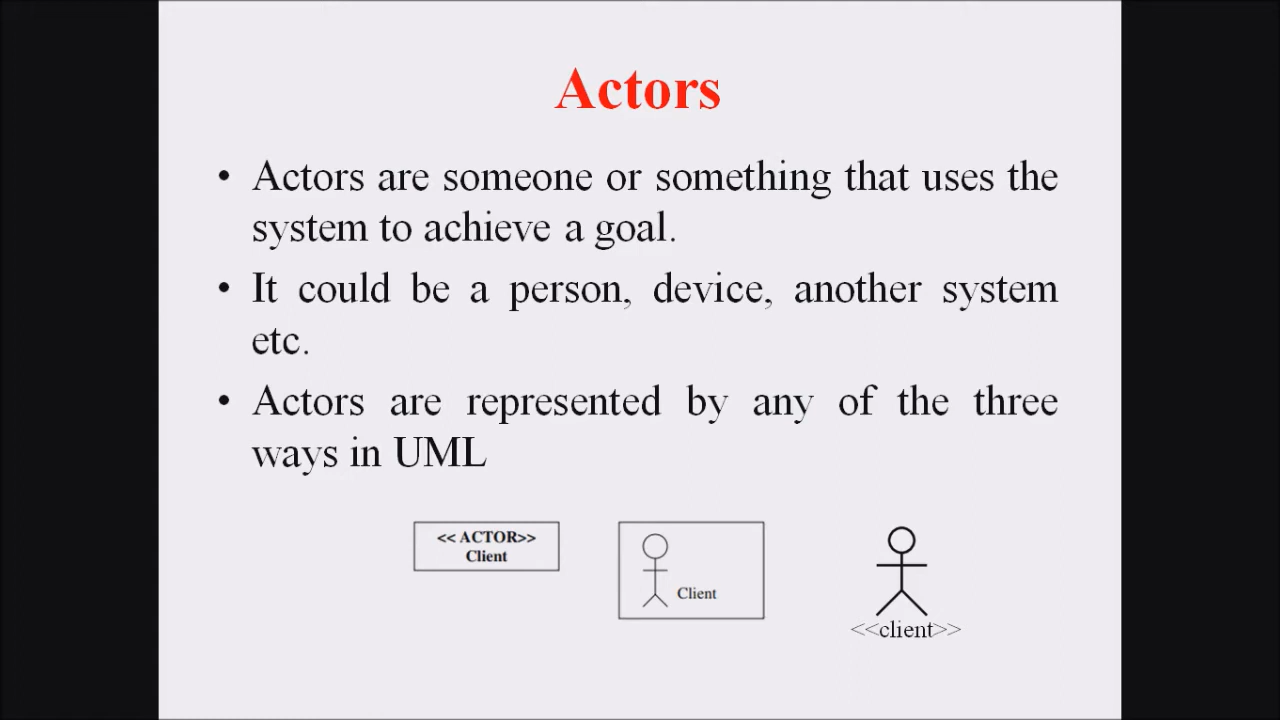 Actors
• Actors are someone or something that uses the
system to achieve a goal.
• It could be a person, device, another system
etc.
• Actors are represented by any of the three
ways in UML
<< ACTOR>>
Client
Client
<<client>>